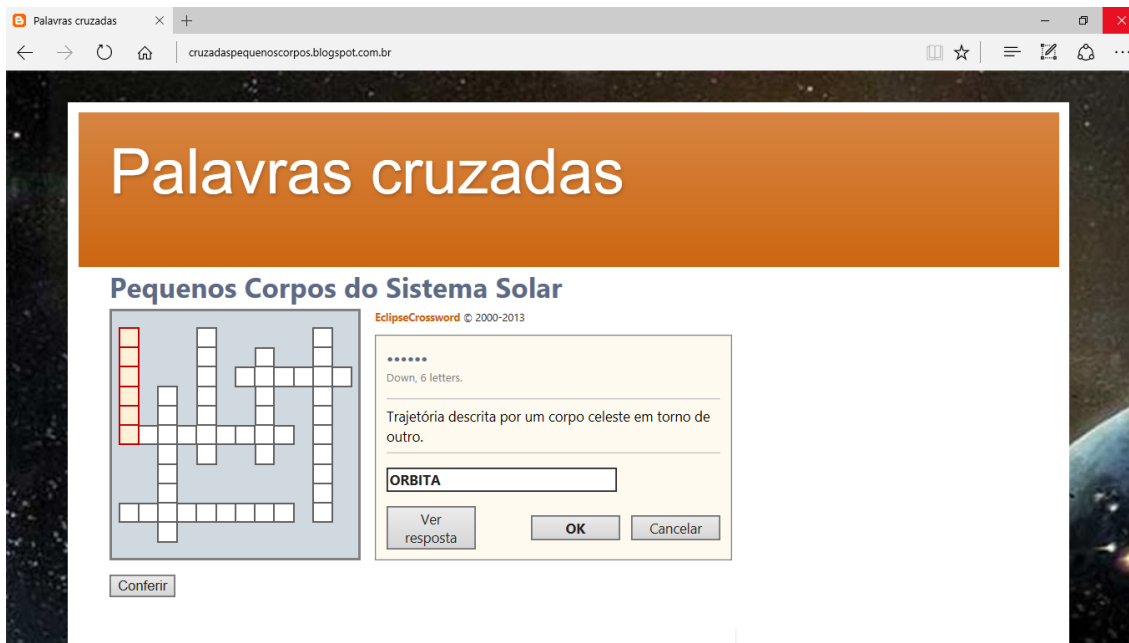 Palavras cruzadas
cruzadaspequenoscorpos.blogspot.com.br
Palavras cruzadas
Pequenos Corpos do Sistema Solar
EclipseCrossword © 2000-2013
••••••
Down, 6 letters.
Trajetória descrita por um corpo celeste em torno de
outro.
ORBITA
Ver
resposta
OK
Cancelar
Conferir